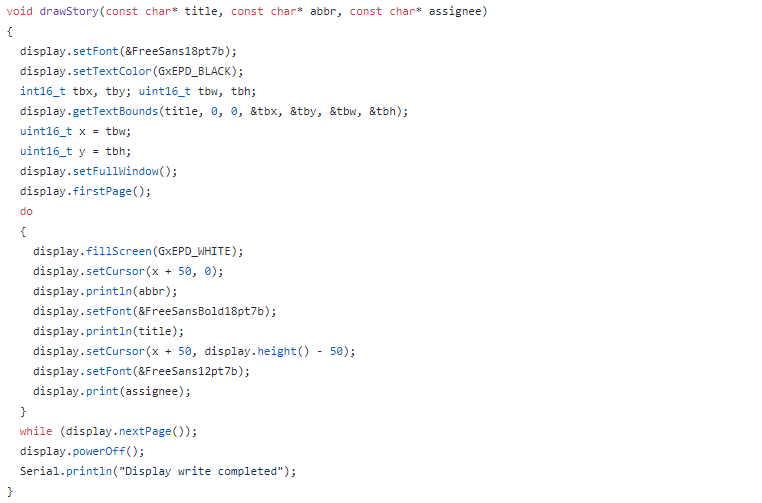 void drawStory(const char* title, const char* abbr, const char* assignee)
{
  display.setFont(&FreeSans18pt7b);
  display.setTextColor(GxEPD_BLACK);
  int16_t tbx, tby; uint16_t tbw, tbh;
  display.getTextBounds(title, 0, 0, &tbx, &tby, &tbw, &tbh);
  uint16_t x = tbw;
  uint16_t y = tbh;
  display.setFullWindow();
  display.firstPage();
  do
  {
    display.fillScreen(GxEPD_WHITE);
    display.setCursor(x + 50, 0);
    display.println(abbr);
    display.setFont(&FreeSansBold18pt7b);
    display.println(title);
    display.setCursor(x + 50, display.height() - 50);
    display.setFont(&FreeSans12pt7b);
    display.print(assignee);
  }
  while (display.nextPage());
  display.powerOff();
  Serial.println("Display write completed");
}